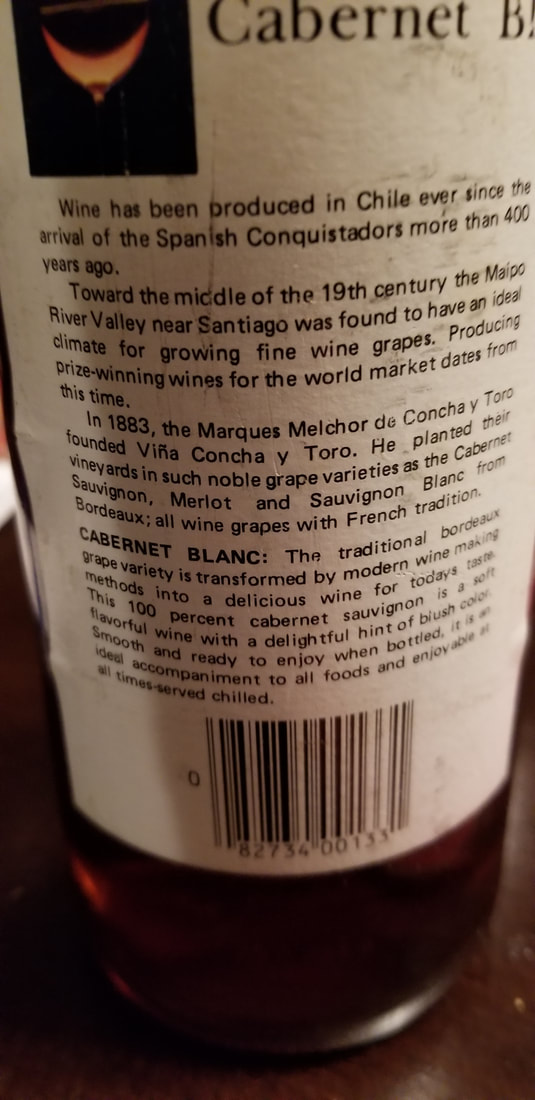 Cabernet Bl
Wine has been produced in Chile ever since the
arrival of the Spanish Conquistadors more than 400
years ago.
Toward the middle of the 19th century the Maipo
River Valley near Santiago was found to have an ideal
climate for growing fine wine grapes. Producing
prize-winning wines for the world market dates from
this time.
In 1883, the Marques Melchor de Concha y Toro
founded Viña Concha y Toro. He planted their
vineyards in such noble grape varieties as the Cabernet
Sauvignon, Merlot and Sauvignon Blanc from
Bordeaux; all wine grapes with French tradition.
CABERNET BLANC: The traditional bordeaux
grape variety is transformed by modern wine making
methods into a delicious wine for todays taste.
This 100 percent cabernet sauvignon is a soft
flavorful wine with a delightful hint of blush color.
Smooth and ready to enjoy when bottled, it is an
ideal accompaniment to all foods and enjoyable at
all times-served chilled.
0
82734 00133